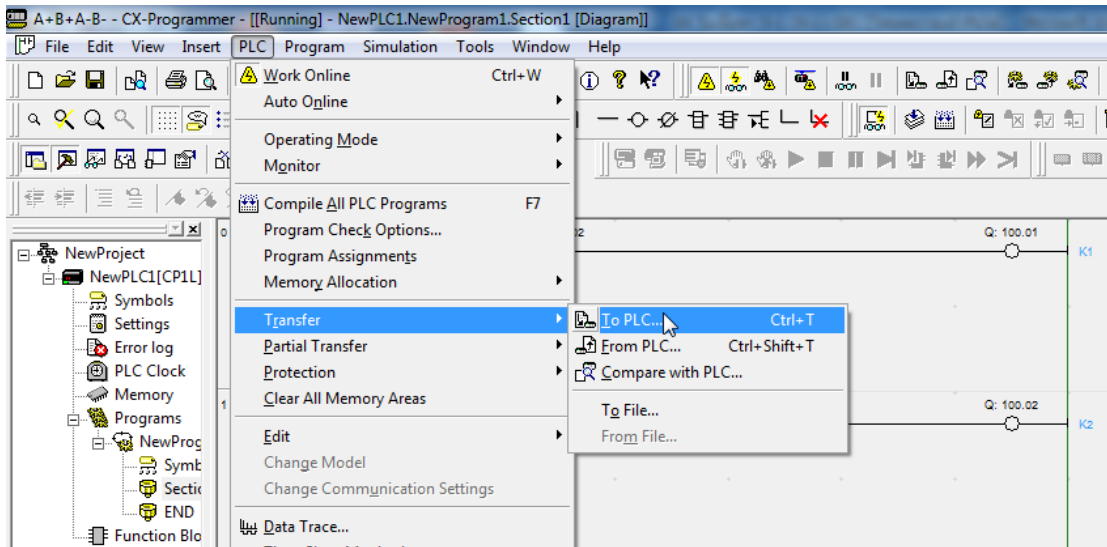 A+B+A-B- - CX-Programmer - [[Running] - NewPLC1.NewProgram1.Section1 [Diagram]]
File Edit View Insert PLC Program Simulation Tools Window Help
Work Online Ctrl+W
Auto Online
Operating Mode
Monitor
Compile All PLC Programs F7
Program Check Options...
Program Assignments
Memory Allocation
Transfer
Partial Transfer
Protection
Clear All Memory Areas
Edit
Change Model
Change Communication Settings
Data Trace...
To PLC... Ctrl+T
From PLC... Ctrl+Shift+T
Compare with PLC...
To File...
From File...
NewProject
NewPLC1[CP1L]
Symbols
Settings
Error log
PLC Clock
Memory
Programs
NewProg
Symb
Sectio
END
Function Blo
0
02
Q: 100.01
K1
1
Q: 100.02
K2